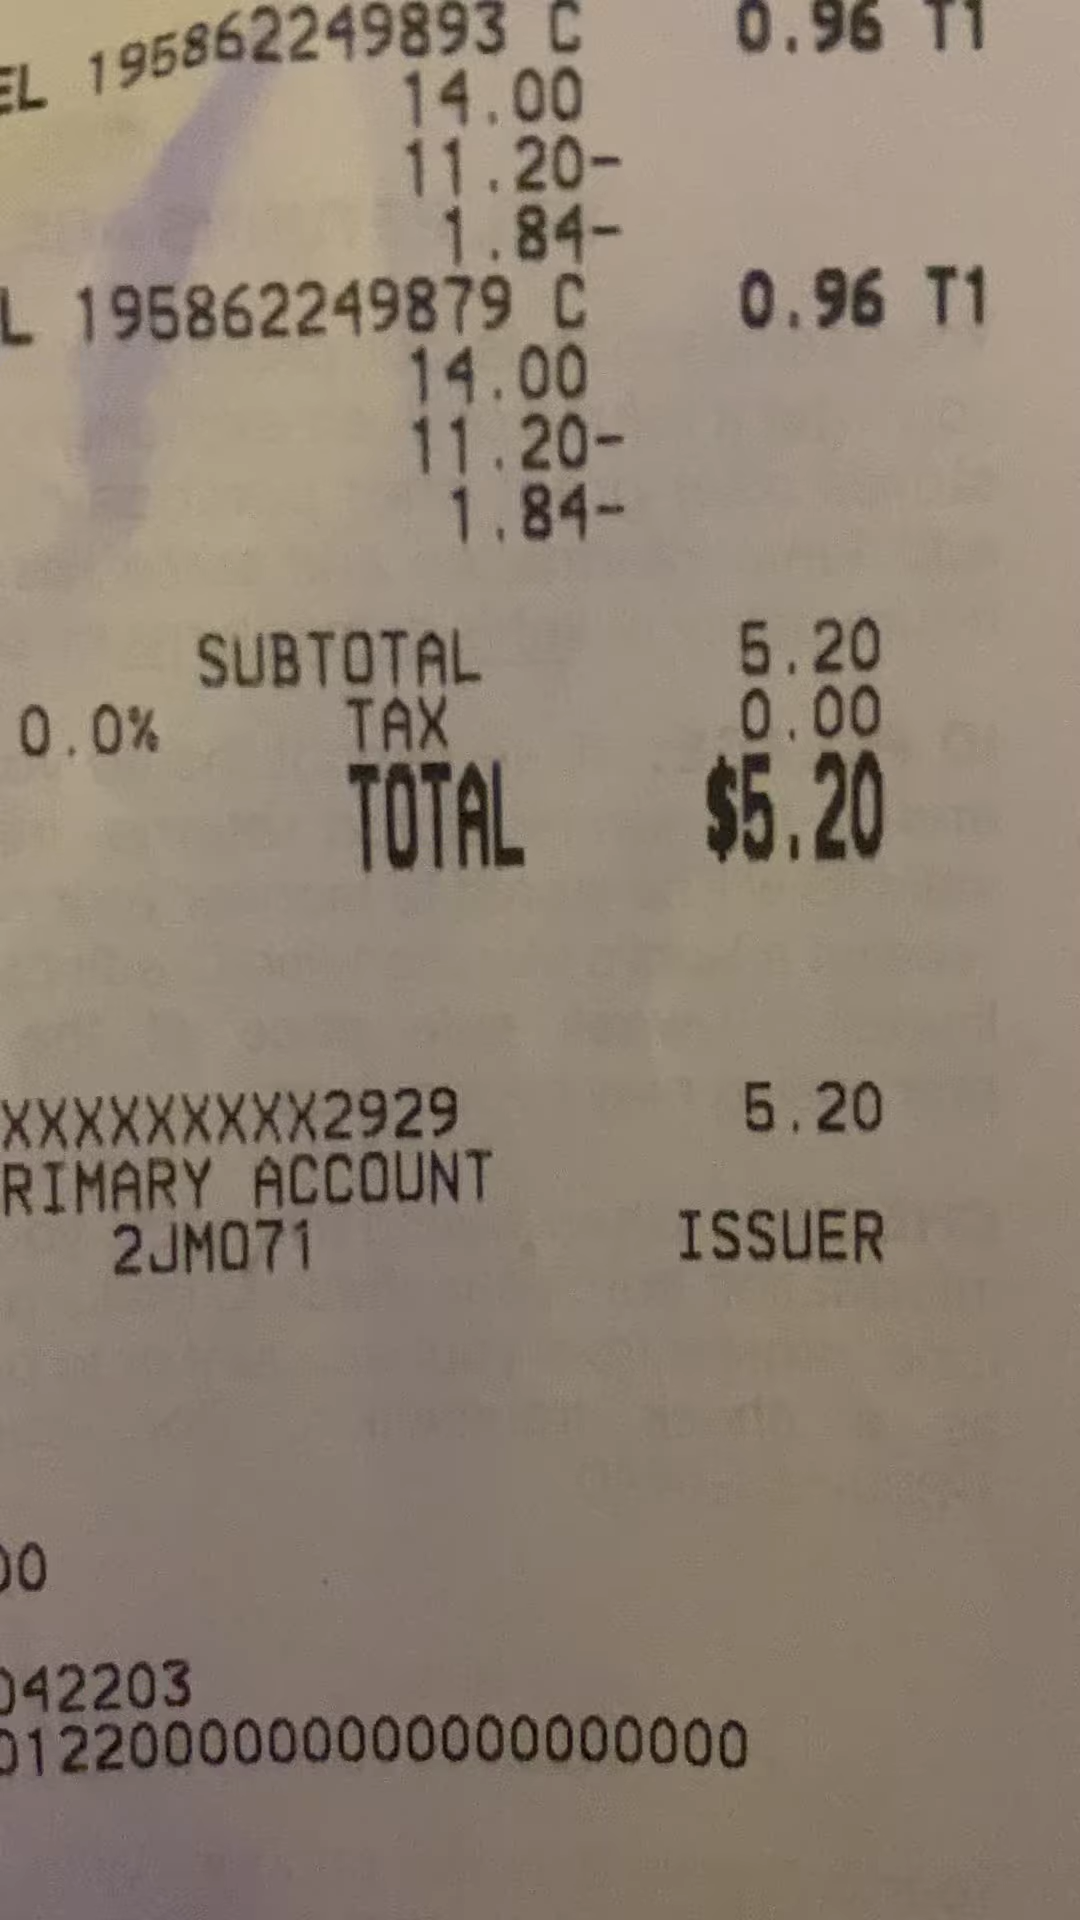 EL 195862249893 C 0.96 T1
14.00
11.20-
1.84-
L 195862249879 C 0.96 T1
14.00
11.20-
1.84-
SUBTOTAL 5.20
0.0% TAX 0.00
TOTAL $5.20
XXXXXXXXX2929 5.20
RIMARY ACCOUNT
2JM071 ISSUER
00
042203
0122000000000000000000